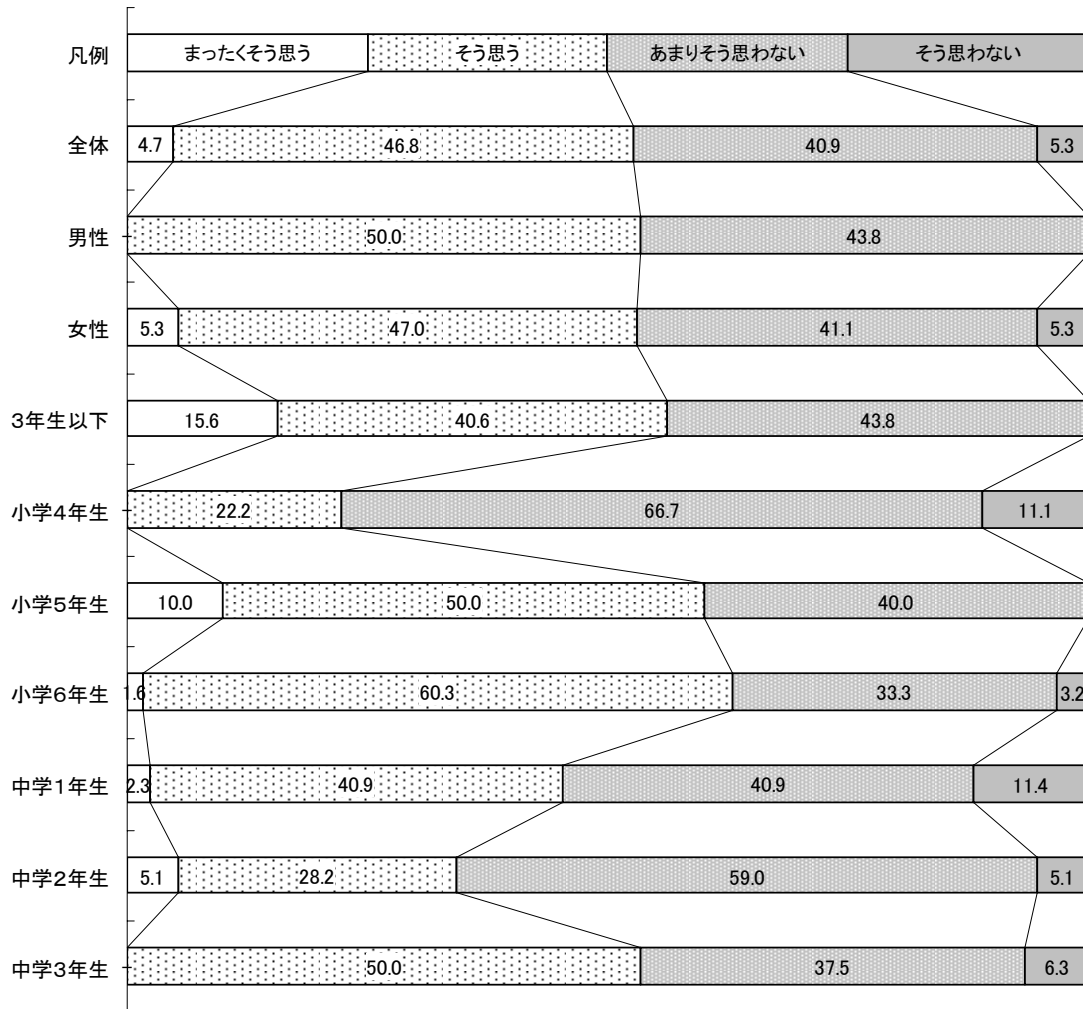 凡例 まったくそう思う そう思う あまりそう思わない そう思わない
全体 4.7 46.8 40.9 5.3
男性 50.0 43.8
女性 5.3 47.0 41.1 5.3
3年生以下 15.6 40.6 43.8
小学4年生 22.2 66.7 11.1
小学5年生 10.0 50.0 40.0
小学6年生 1.6 60.3 33.3 3.2
中学1年生 2.3 40.9 40.9 11.4
中学2年生 5.1 28.2 59.0 5.1
中学3年生 50.0 37.5 6.3